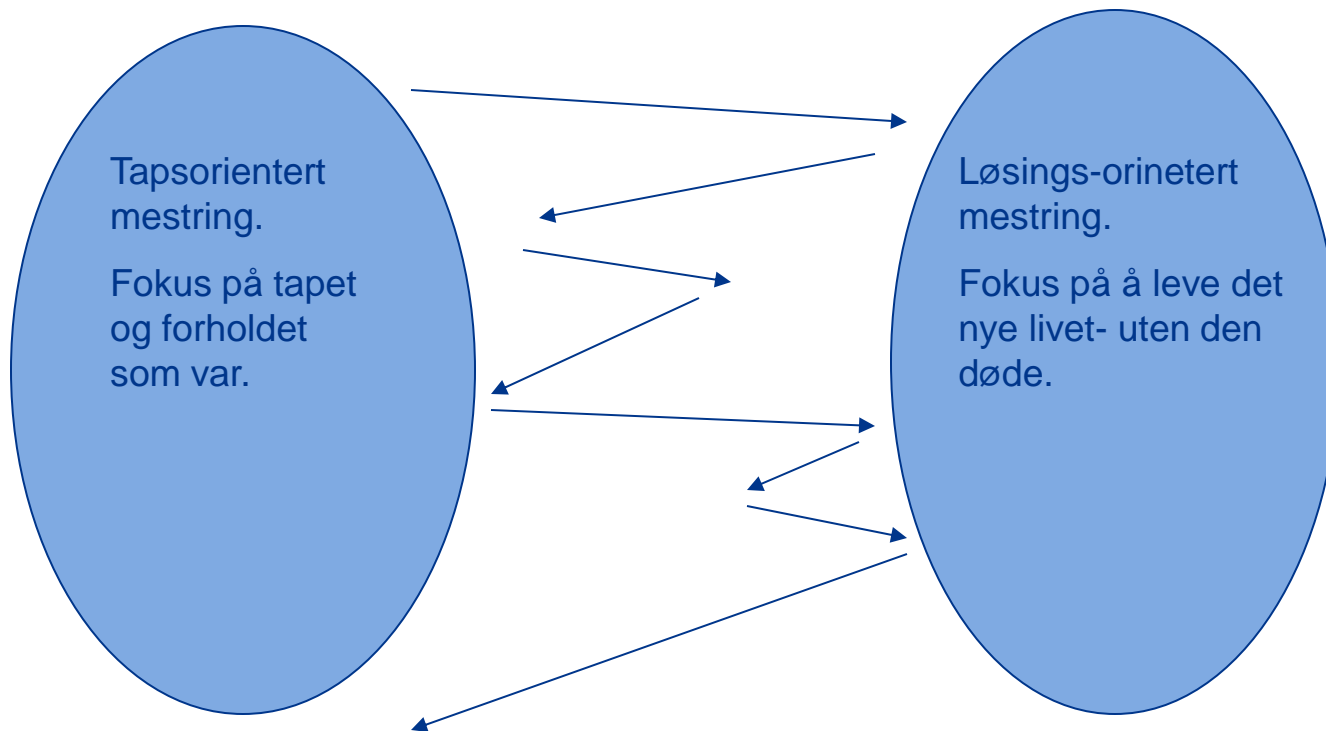 Tapsorientert
mestring.
Fokus på tapet
og forholdet
som var.
Løsings-orinetert
mestring.
Fokus på å leve det
nye livet- uten den
døde.